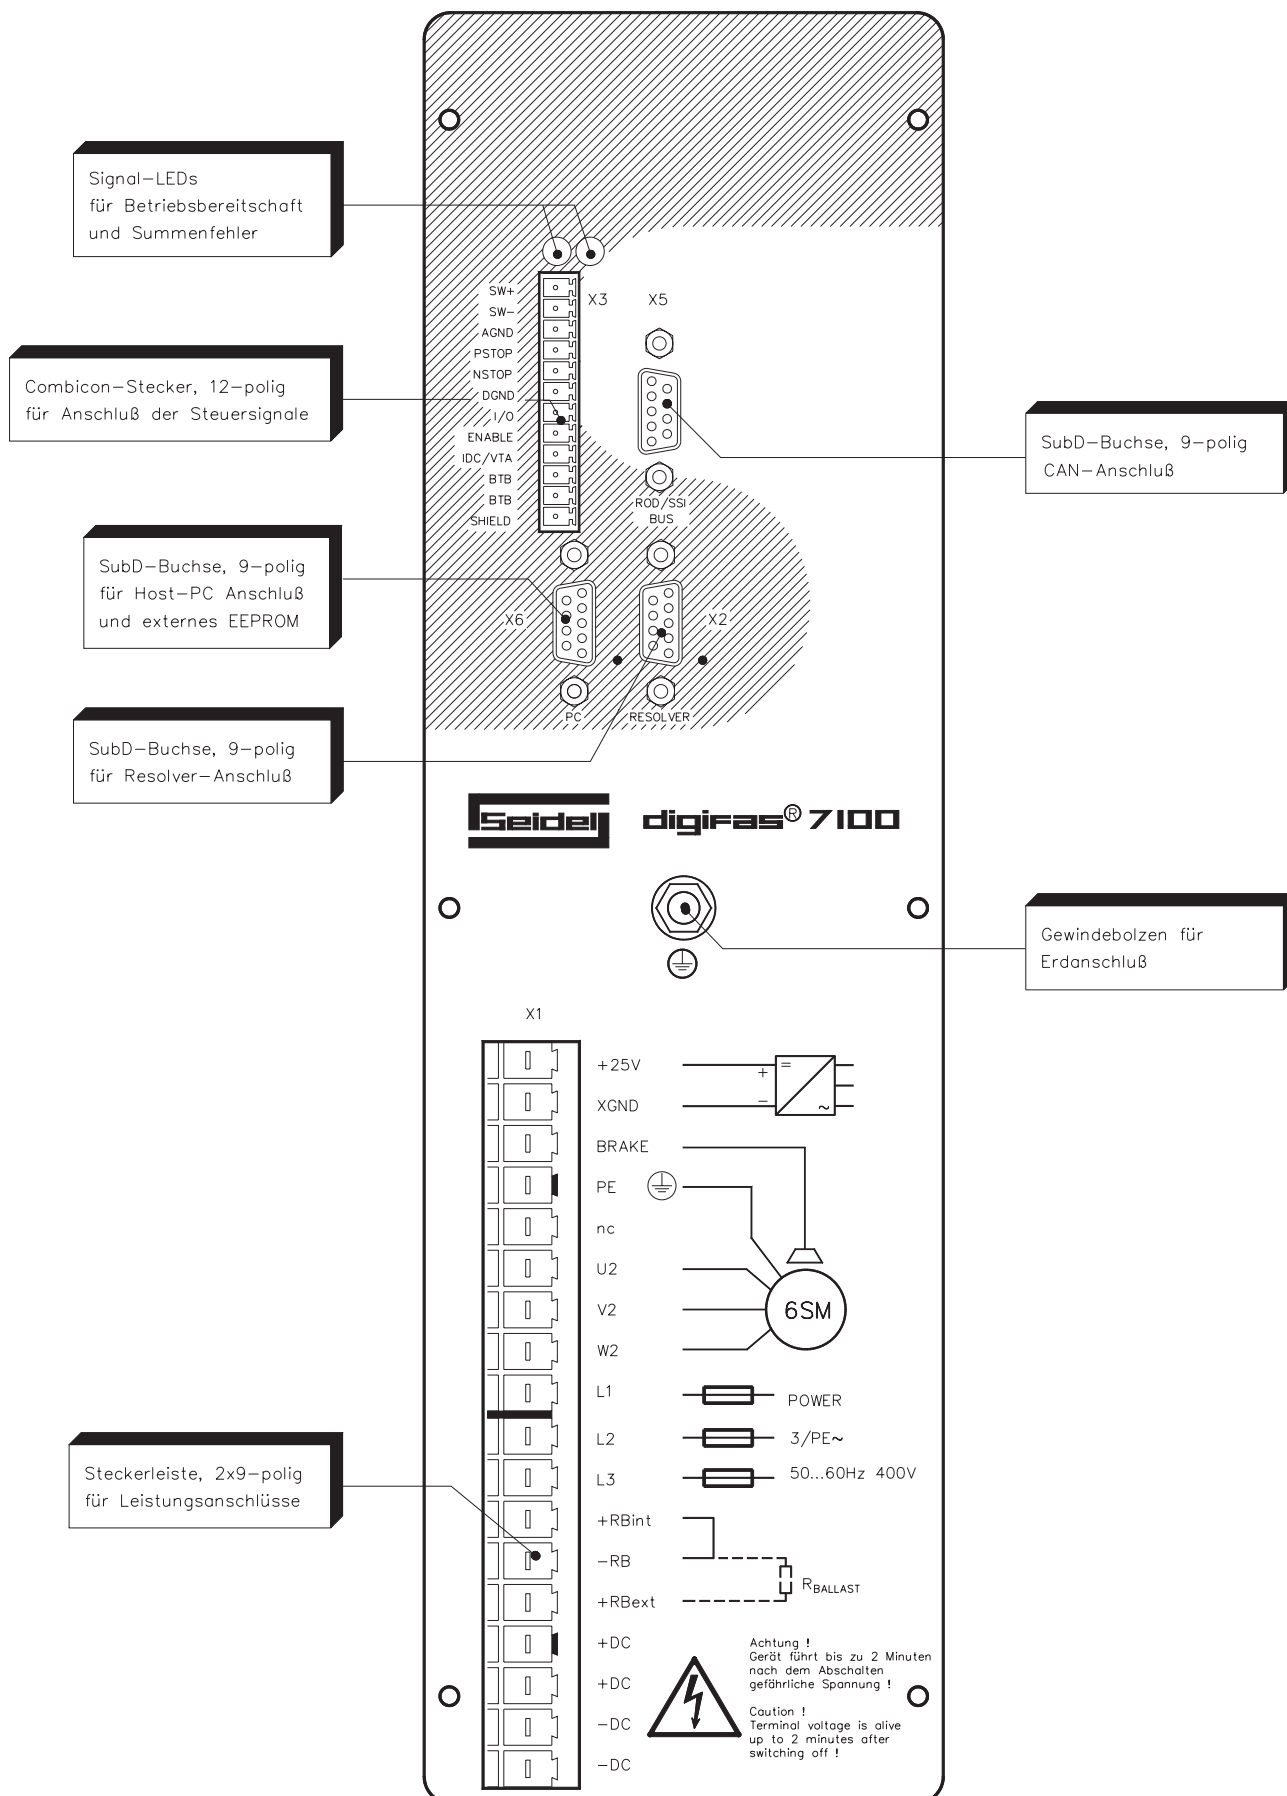 Signal-LEDs
für Betriebsbereitschaft
und Summenfehler
Combicon-Stecker, 12-polig
für Anschluß der Steuersignale
SubD-Buchse, 9-polig
für Host-PC Anschluß
und externes EEPROM
SubD-Buchse, 9-polig
für Resolver-Anschluß
SW+
SW-
AGND
PSTOP
NSTOP
DGND
I/O
ENABLE
IDC/VTA
BTB
BTB
SHIELD
X3
X5
ROD/SSI
BUS
X6
X2
PC
RESOLVER
SubD-Buchse, 9-polig
CAN-Anschluß
Seidel
digifas® 7100
Gewindebolzen für
Erdanschluß
X1
+25V
+
=
XGND
-
~
BRAKE
PE
nc
U2
V2
6SM
W2
L1
POWER
L2
3/PE~
L3
50...60Hz 400V
+RBint
-RB
RBALLAST
+RBext
+DC
+DC
-DC
-DC
Steckerleiste, 2x9-polig
für Leistungsanschlüsse
Achtung !
Gerät führt bis zu 2 Minuten
nach dem Abschalten
gefährliche Spannung !
Caution !
Terminal voltage is alive
up to 2 minutes after
switching off !